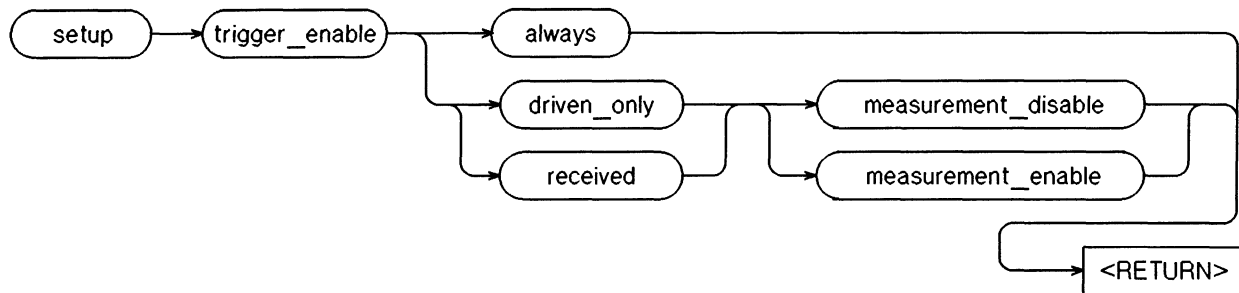 setup trigger_enable always
driven_only measurement_disable
received measurement_enable
<RETURN>